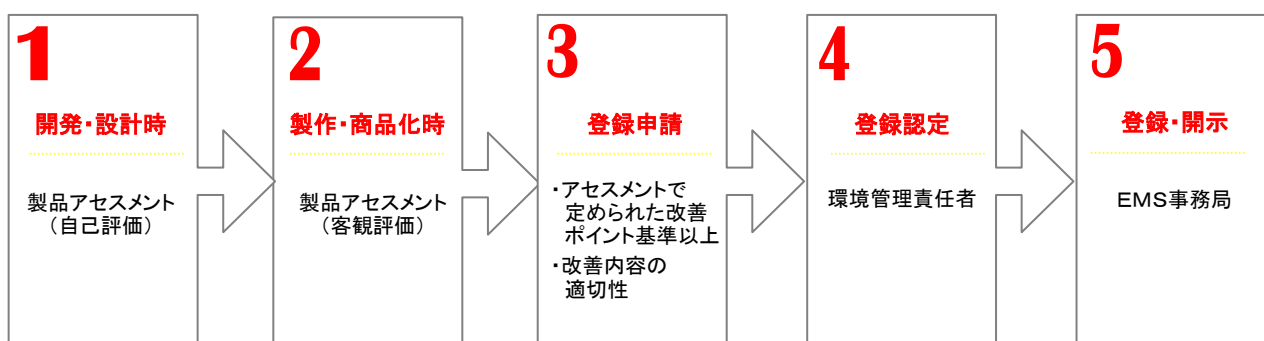 1
開発・設計時
製品アセスメント
（自己評価）
2
製作・商品化時
製品アセスメント
（客観評価）
3
登録申請
・アセスメントで
定められた改善
ポイント基準以上
・改善内容の
適切性
4
登録認定
環境管理責任者
5
登録・開示
ＥＭＳ事務局